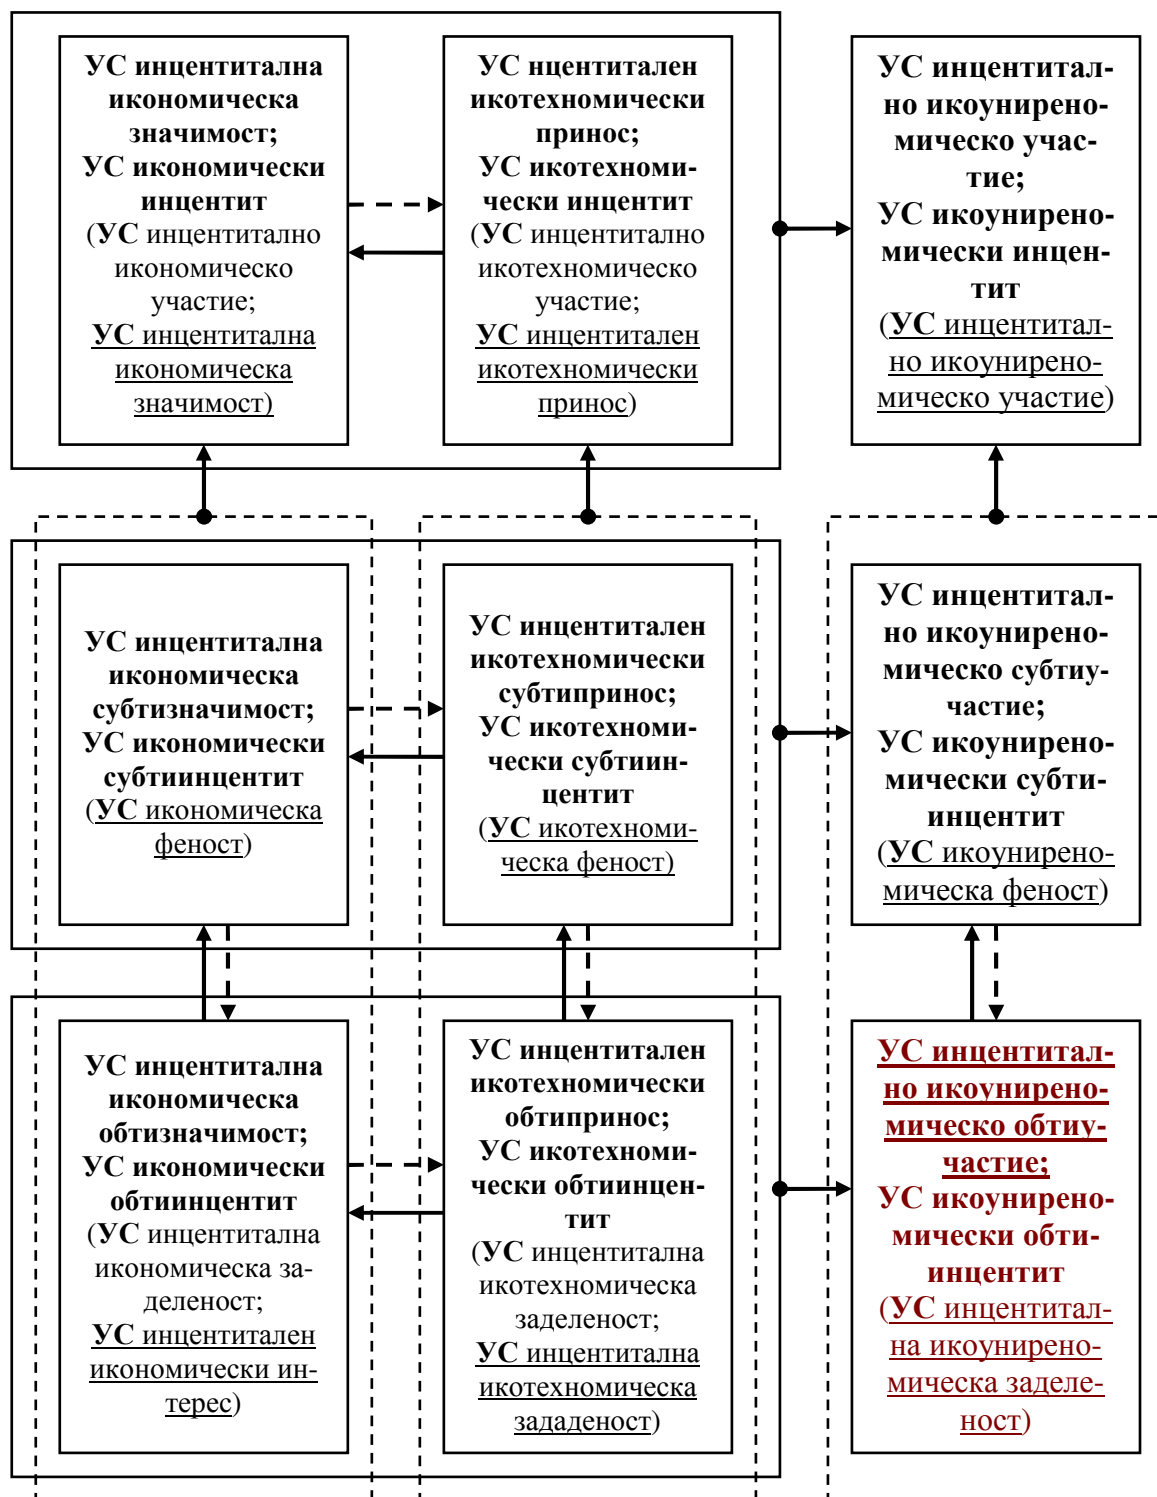 УС инцентитална
икономическа
значимост;
УС икономически
инцентит
(УС инцентитално
икономическо
участие;
УС инцентитална
икономическа
значимост)
УС нцентитален
икотехномически
принос;
УС икотехноми-
чески инцентит
(УС инцентитално
икотехномическо
участие;
УС инцентитален
икотехномически
принос)
УС инцентитал-
но икоунирено-
мическо учас-
тие;
УС икоунирено-
мически инцен-
тит
(УС инцентитал-
но икоунирено-
мическо участие)
УС инцентитална
икономическа
субтизначимост;
УС икономически
субтиинцентит
(УС икономическа
феност)
УС инцентитален
икотехномически
субтипринос;
УС икотехноми-
чески субтиин-
центит
(УС икотехноми-
ческа феност)
УС инцентитал-
но икоунирено-
мическо субтиу-
частие;
УС икоунирено-
мически субти-
инцентит
(УС икоунирено-
мическа феност)
УС инцентитална
икономическа
обтизначимост;
УС икономически
обтиинцентит
(УС инцентитална
икономическа за-
деленост;
УС инцентитален
икономически ин-
терес)
УС инцентитален
икотехномически
обтипринос;
УС икотехноми-
чески обтиинцен-
тит
(УС инцентитална
икотехномическа
заделеност;
УС инцентитална
икотехномическа
зададеност)
УС инцентитал-
но икоунирено-
мическо обтиу-
частие;
УС икоунирено-
мически обти-
инцентит
(УС инцентитал-
на икоунирено-
мическа заделе-
ност)